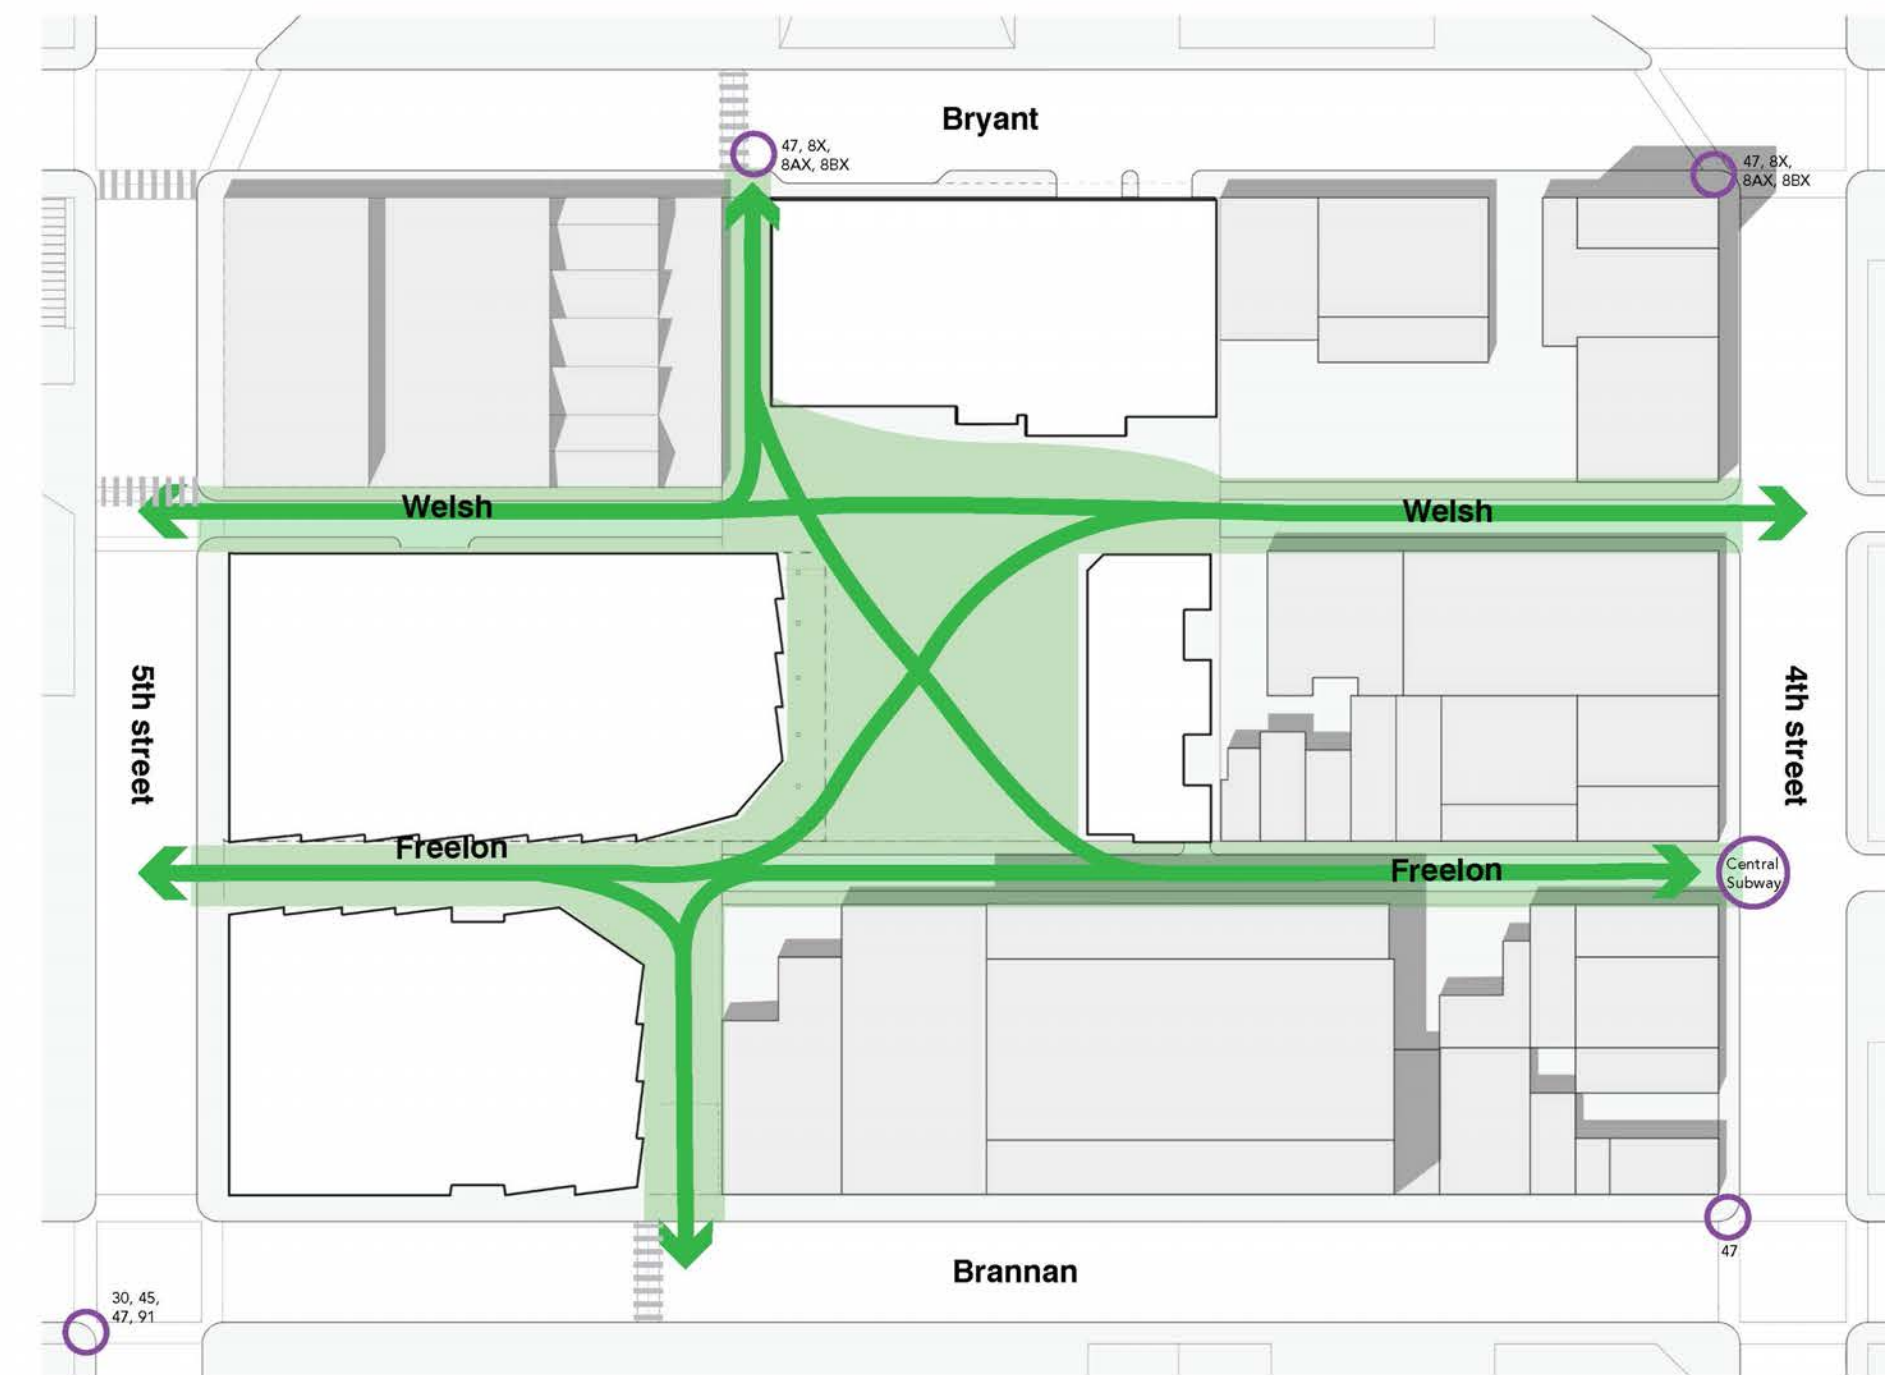 Bryant
47, 8X,
8AX, 8BX
47, 8X,
8AX, 8BX
Welsh
Welsh
5th street
4th street
Freelon
Freelon
Central
Subway
Brannan
47
30, 45,
47, 91